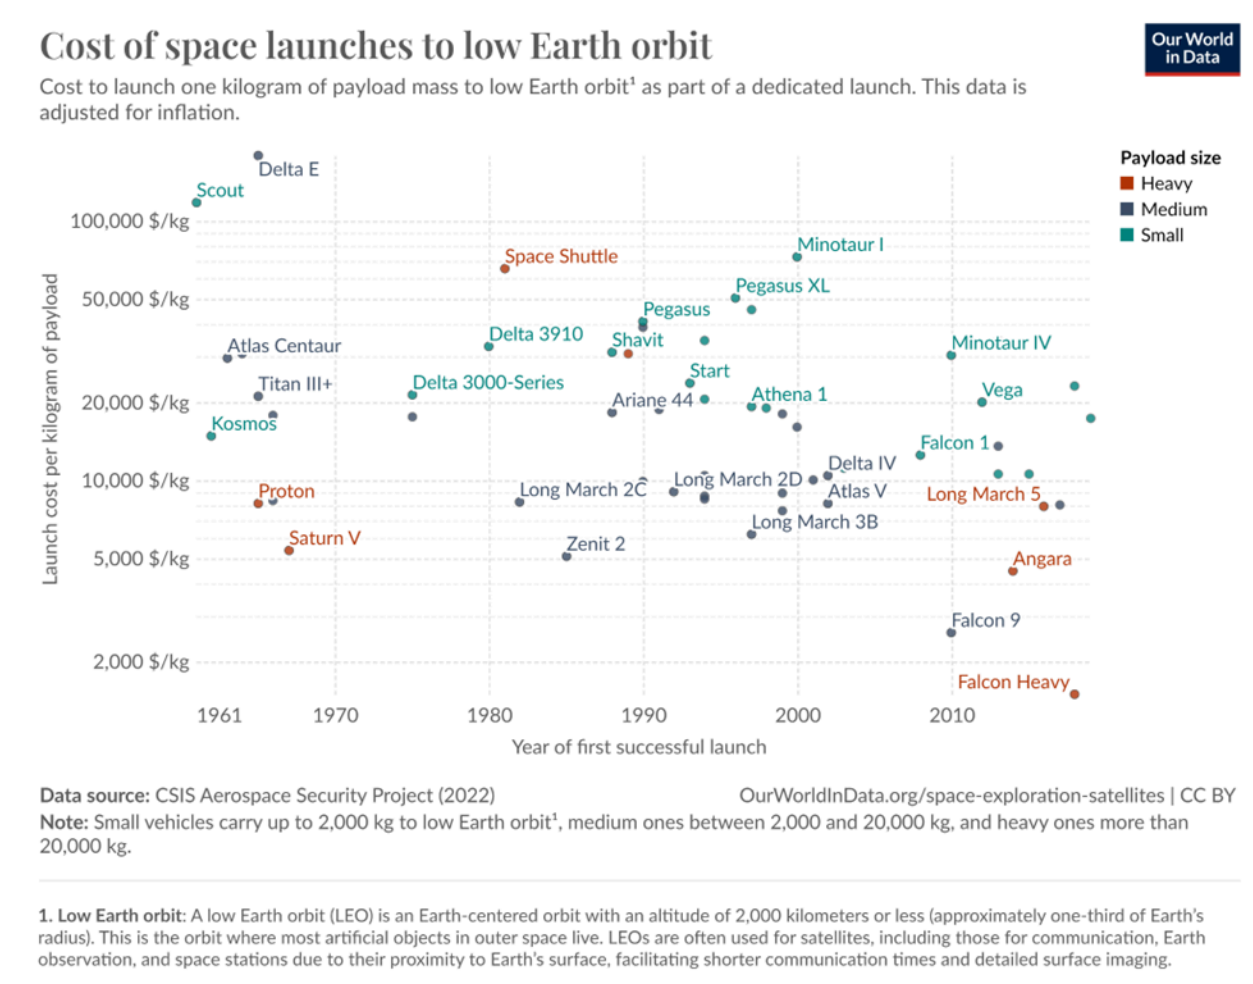 Cost of space launches to low Earth orbit
Our World
in Data
Cost to launch one kilogram of payload mass to low Earth orbit¹ as part of a dedicated launch. This data is
adjusted for inflation.
Payload size
Heavy
Medium
Small
Delta E
Scout
100,000 $/kg
Minotaur I
Space Shuttle
Pegasus XL
50,000 $/kg
Pegasus
Delta 3910
Shavit
Atlas Centaur
Minotaur IV
Start
Titan III+
Delta 3000-Series
Vega
Athena 1
20,000 $/kg
Ariane 44
Kosmos
Falcon 1
Delta IV
10,000 $/kg
Long March 2D
Long March 2C
Proton
Atlas V
Long March 5
Long March 3B
Saturn V
Zenit 2
5,000 $/kg
Angara
Falcon 9
2,000 $/kg
Falcon Heavy
Launch cost per kilogram of payload
1961 1970 1980 1990 2000 2010
Year of first successful launch
Data source: CSIS Aerospace Security Project (2022)
OurWorldInData.org/space-exploration-satellites | CC BY
Note: Small vehicles carry up to 2,000 kg to low Earth orbit¹, medium ones between 2,000 and 20,000 kg, and heavy ones more than
20,000 kg.
1. Low Earth orbit: A low Earth orbit (LEO) is an Earth-centered orbit with an altitude of 2,000 kilometers or less (approximately one-third of Earth's
radius). This is the orbit where most artificial objects in outer space live. LEOs are often used for satellites, including those for communication, Earth
observation, and space stations due to their proximity to Earth's surface, facilitating shorter communication times and detailed surface imaging.